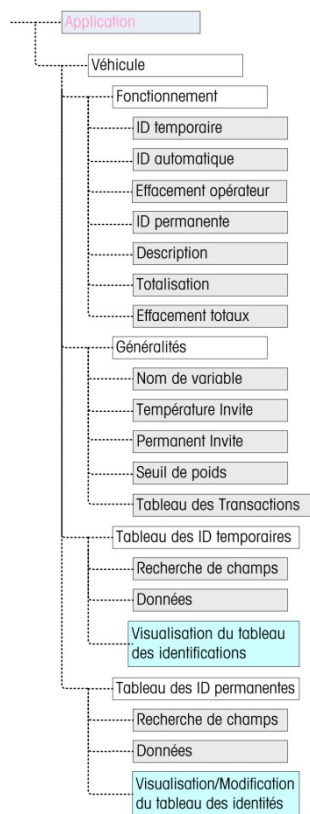 Application
Véhicule
Fonctionnement
ID temporaire
ID automatique
Effacement opérateur
ID permanente
Description
Totalisation
Effacement totaux
Généralités
Nom de variable
Température Invite
Permanent Invite
Seuil de poids
Tableau des Transactions
Tableau des ID temporaires
Recherche de champs
Données
Visualisation du tableau
des identifications
Tableau des ID permanentes
Recherche de champs
Données
Visualisation/Modification
du tableau des identités